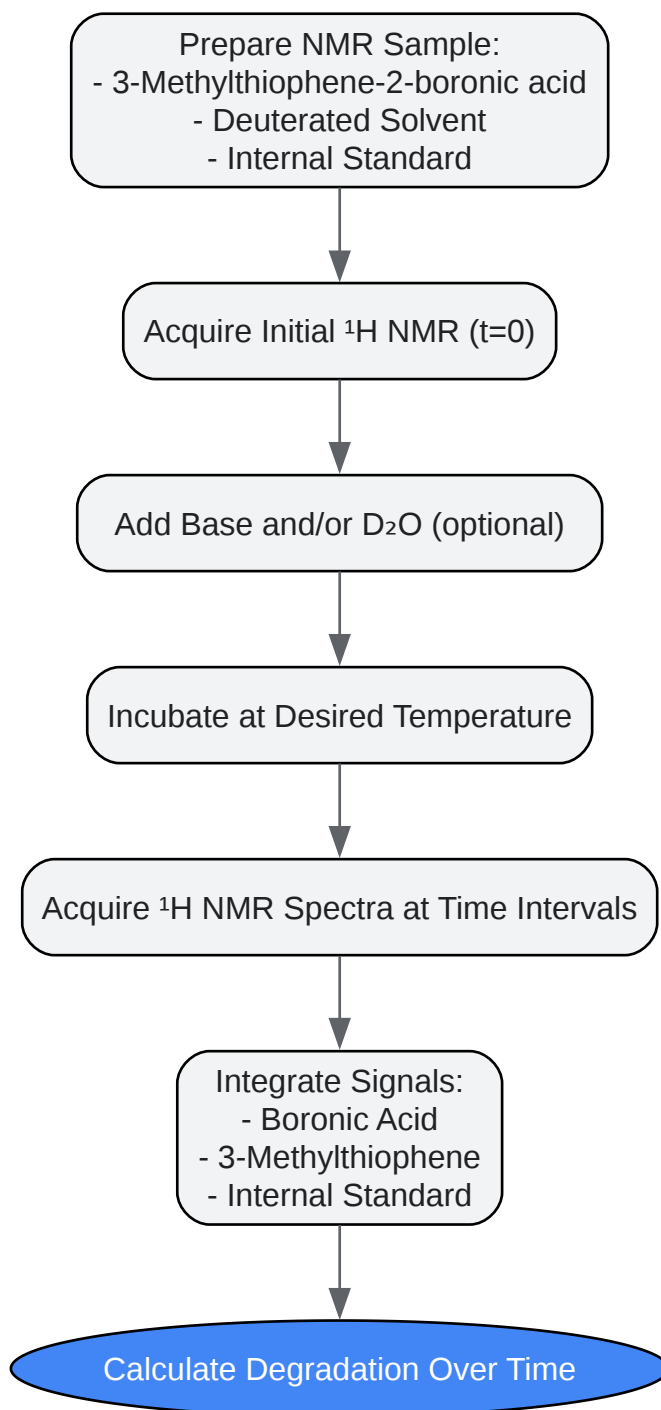 Prepare NMR Sample:
- 3-Methylthiophene-2-boronic acid
- Deuterated Solvent
- Internal Standard
Acquire Initial ¹H NMR (t=0)
Add Base and/or D₂O (optional)
Incubate at Desired Temperature
Acquire ¹H NMR Spectra at Time Intervals
Integrate Signals:
- Boronic Acid
- 3-Methylthiophene
- Internal Standard
Calculate Degradation Over Time